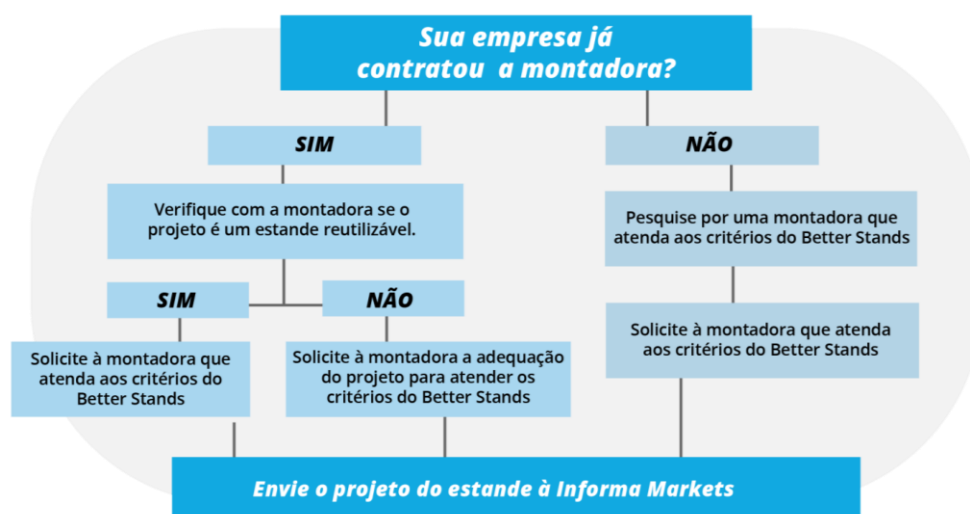 Sua empresa já
contratou a montadora?
SIM
NÃO
Verifique com a montadora se o
projeto é um estande reutilizável.
Pesquise por uma montadora que
atenda aos critérios do Better Stands
SIM
NÃO
Solicite à montadora que atenda
aos critérios do Better Stands
Solicite à montadora que
atenda aos critérios do
Better Stands
Solicite à montadora a adequação
do projeto para atender os
critérios do Better Stands
Envie o projeto do estande à Informa Markets